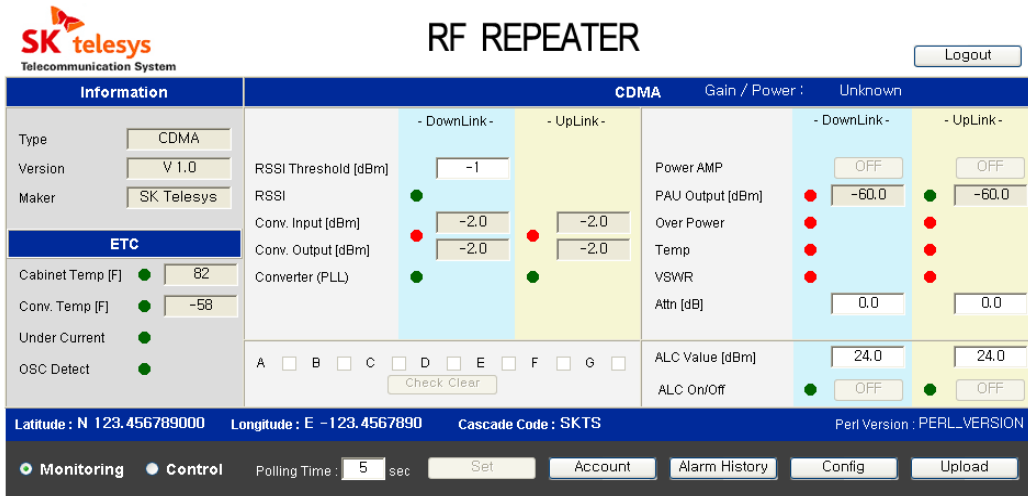 SK telesys
Telecommunication System
RF REPEATER
Logout
Information
CDMA Gain / Power : Unknown
Type CDMA
Version V 1.0
Maker SK Telesys
ETC
Cabinet Temp [F] 82
Conv. Temp [F] -58
Under Current
OSC Detect
- DownLink - - UpLink -
RSSI Threshold [dBm] -1
RSSI
Conv. Input [dBm] -2.0 -2.0
Conv. Output [dBm] -2.0 -2.0
Converter (PLL)
A B C D E F G
Check Clear
- DownLink - - UpLink -
Power AMP OFF OFF
PAU Output [dBm] -60.0 -60.0
Over Power
Temp
VSWR
Attn [dB] 0.0 0.0
ALC Value [dBm] 24.0 24.0
ALC On/Off OFF OFF
Latitude : N 123.456789000 Longitude : E -123.4567890 Cascade Code : SKTS Perl Version : PERL_VERSION
Monitoring Control Polling Time : 5 sec Set Account Alarm History Config Upload